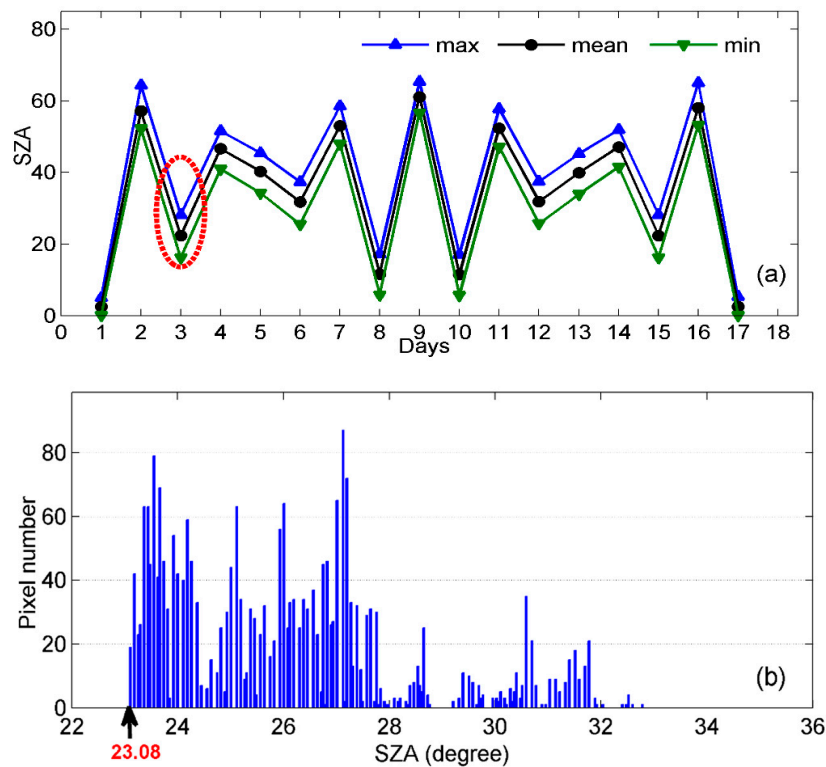 80
60
40
20
0
SZA
max mean min
(a)
0 1 2 3 4 5 6 7 8 9 10 11 12 13 14 15 16 17 18
Days
80
60
40
20
0
Pixel number
(b)
22 24 26 28 30 32 34 36
23.08
SZA (degree)